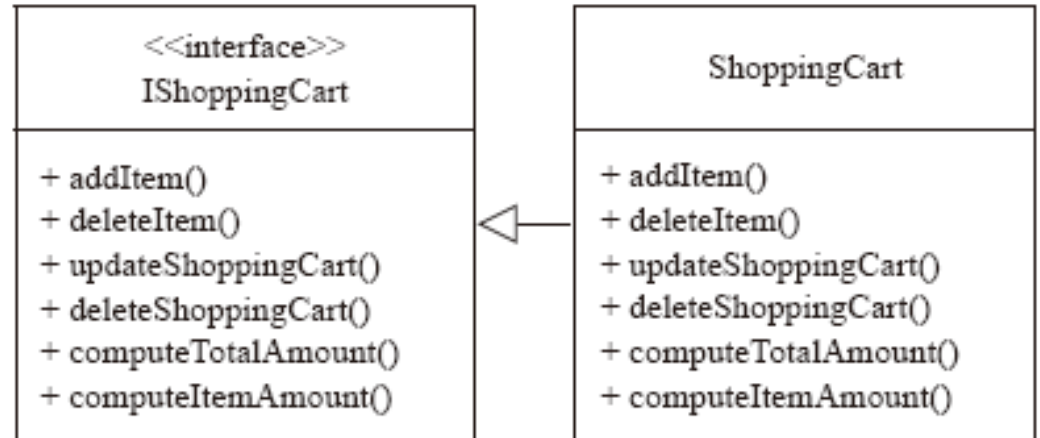 <<interface>>
IShoppingCart
+ addItem()
+ deleteItem()
+ updateShoppingCart()
+ deleteShoppingCart()
+ computeTotalAmount()
+ computeItemAmount()
ShoppingCart
+ addItem()
+ deleteItem()
+ updateShoppingCart()
+ deleteShoppingCart()
+ computeTotalAmount()
+ computeItemAmount()